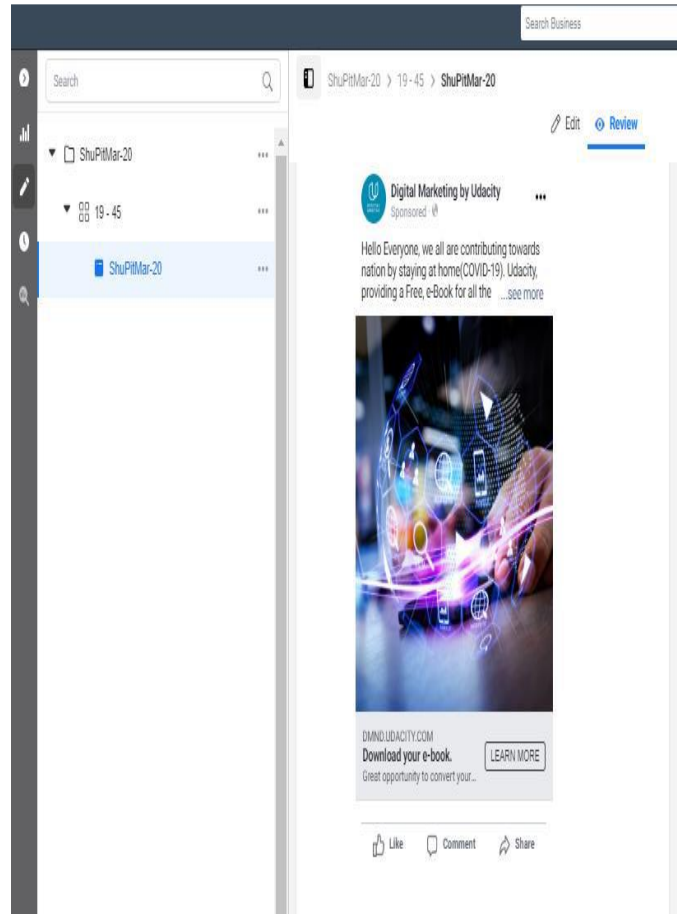 Search Business
Search
ShuPitMar-20 > 19 - 45 > ShuPitMar-20
Edit
Review
ShuPitMar-20
19 - 45
ShuPitMar-20
Digital Marketing by Udacity
Sponsored
Hello Everyone, we all are contributing towards
nation by staying at home(COVID-19). Udacity,
providing a Free, e-Book for all the ...see more
DMND.UDACITY.COM
Download your e-book.
LEARN MORE
Great opportunity to convert your...
Like
Comment
Share